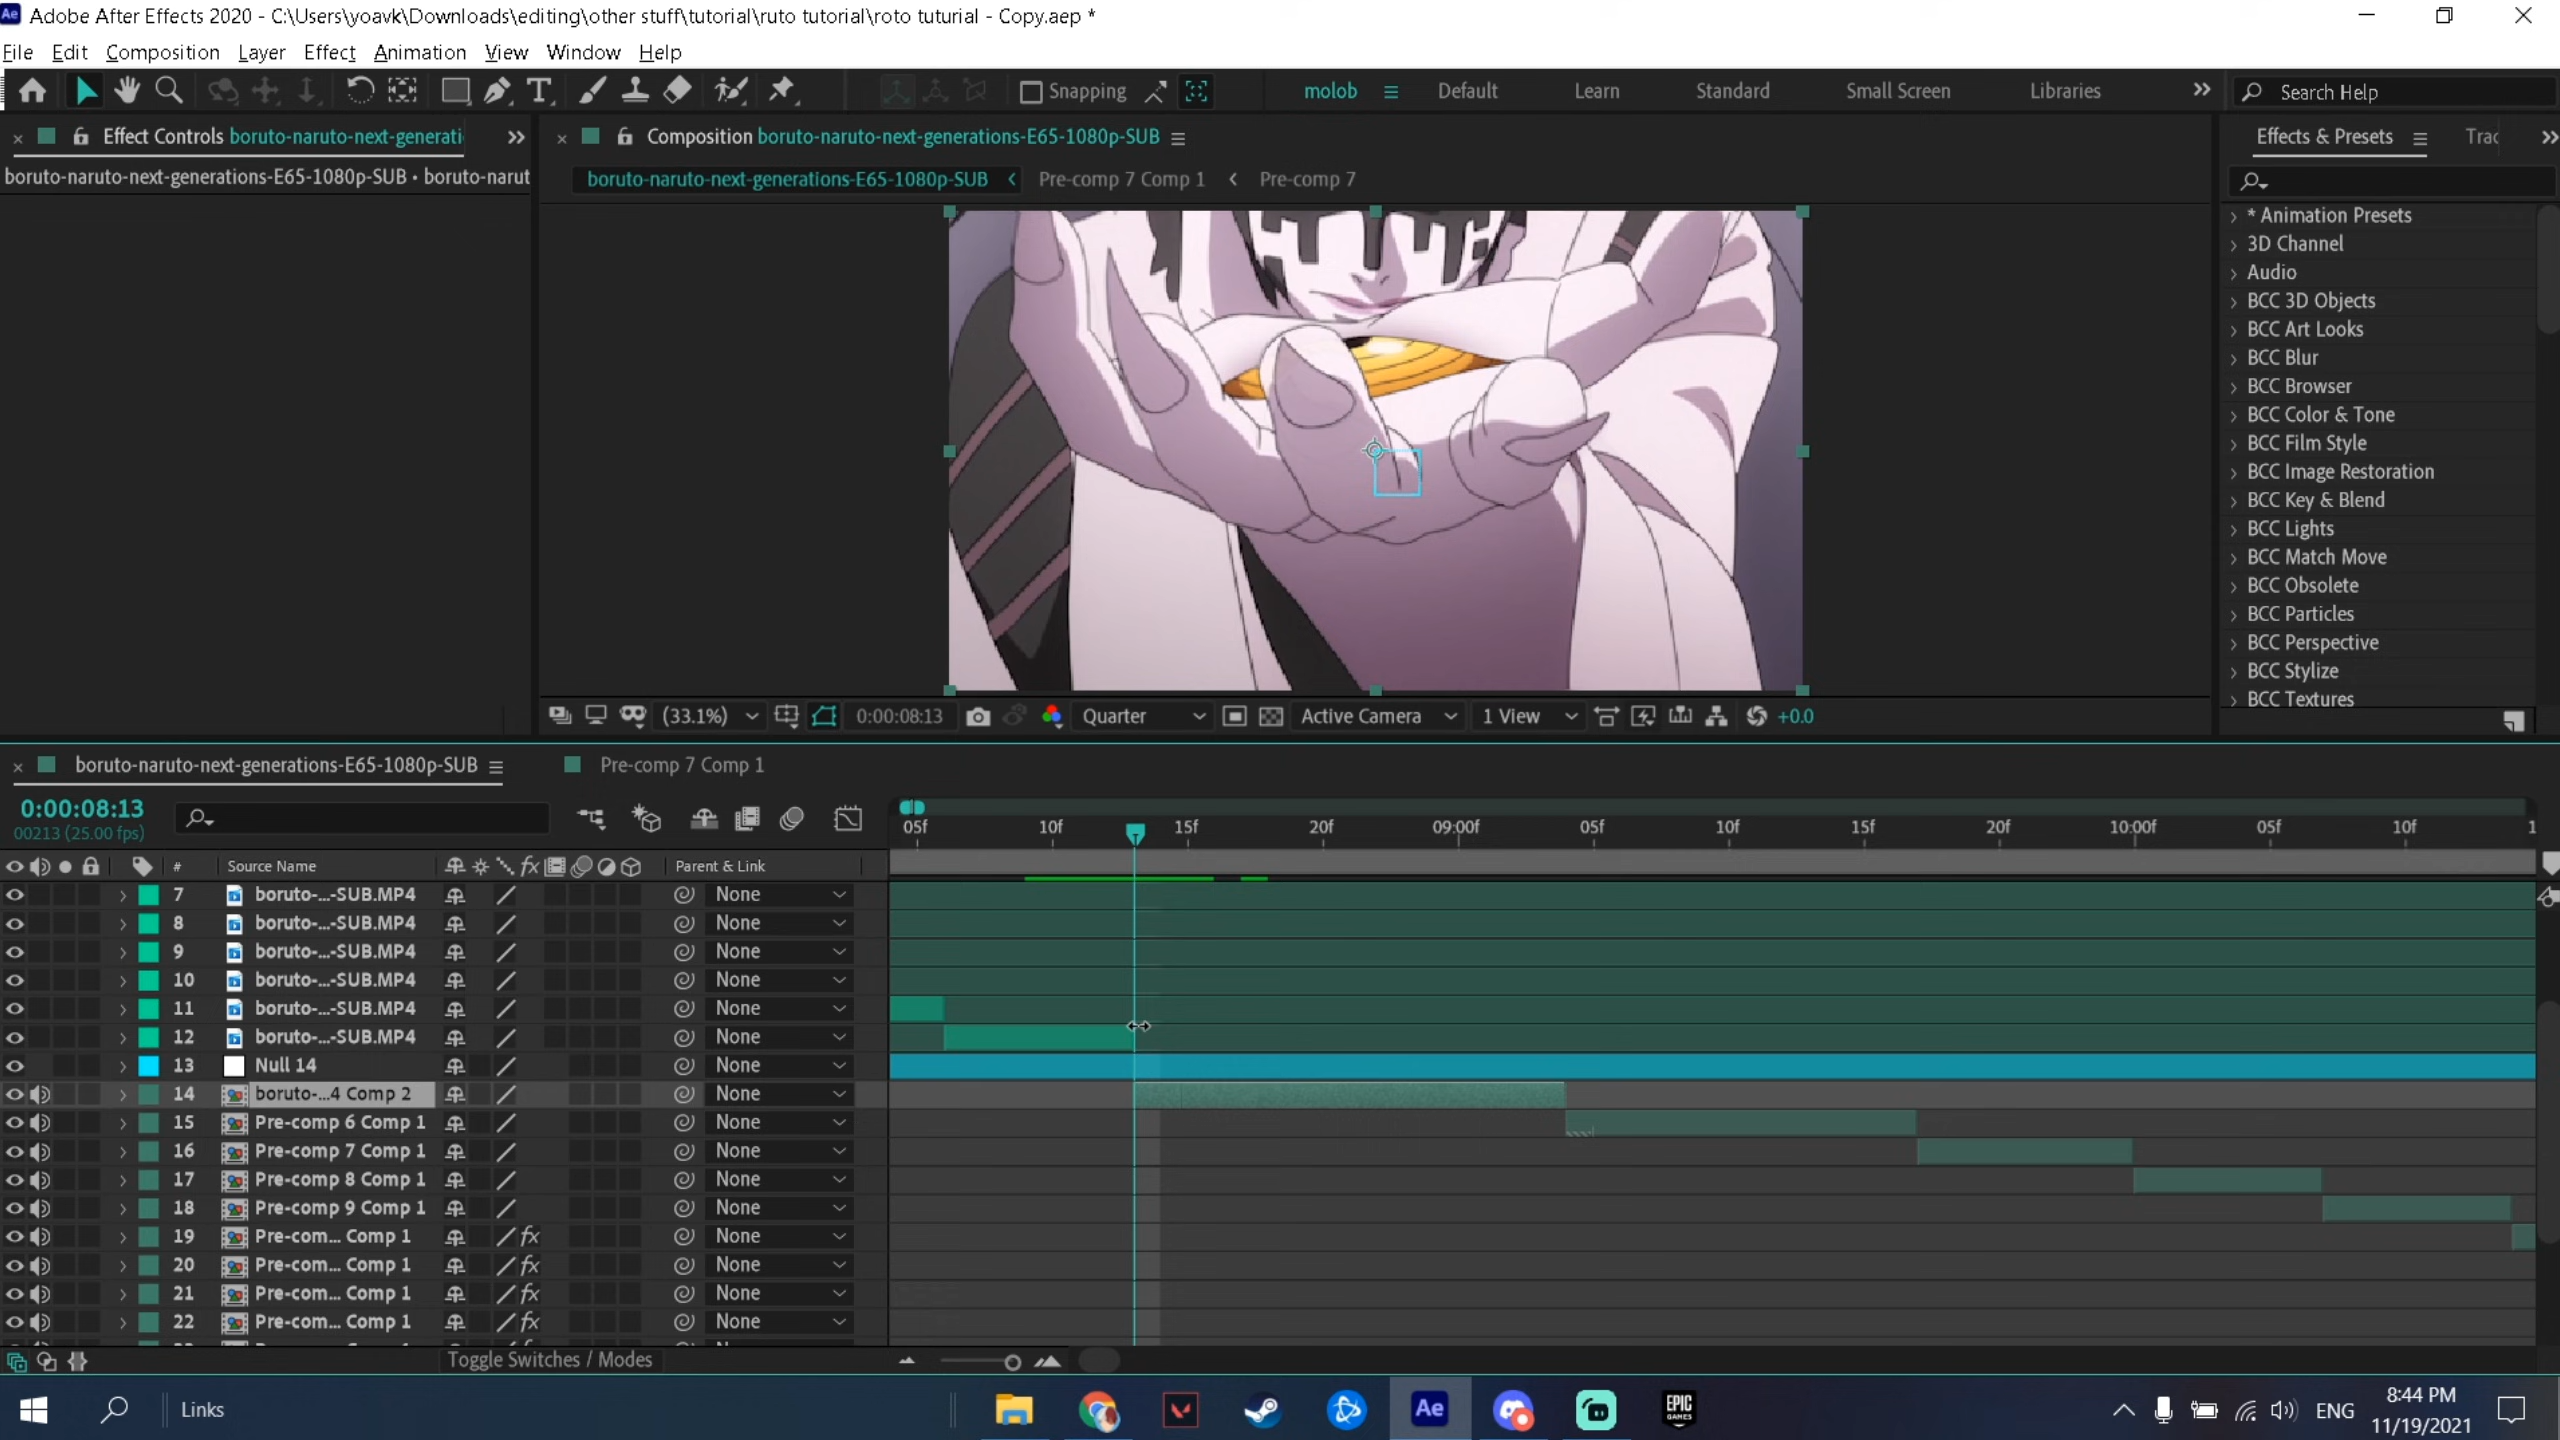 Ae Adobe After Effects 2020 - C:\Users\yoavk\Downloads\editing\other stuff\tutorial\ruto tutorial\roto tuturial - Copy.aep *
File Edit Composition Layer Effect Animation View Window Help
Snapping molob Default Learn Standard Small Screen Libraries Search Help
Effect Controls boruto-naruto-next-generati
Composition boruto-naruto-next-generations-E65-1080p-SUB
Effects & Presets Trac
boruto-naruto-next-generations-E65-1080p-SUB • boruto-narut
boruto-naruto-next-generations-E65-1080p-SUB Pre-comp 7 Comp 1 Pre-comp 7
* Animation Presets
3D Channel
Audio
BCC 3D Objects
BCC Art Looks
BCC Blur
BCC Browser
BCC Color & Tone
BCC Film Style
BCC Image Restoration
BCC Key & Blend
BCC Lights
BCC Match Move
BCC Obsolete
BCC Particles
BCC Perspective
BCC Stylize
BCC Textures
(33.1%) 0:00:08:13 Quarter Active Camera 1 View +0.0
boruto-naruto-next-generations-E65-1080p-SUB Pre-comp 7 Comp 1
0:00:08:13
00213 (25.00 fps)
05f 10f 15f 20f 09:00f 05f 10f 15f 20f 10:00f 05f 10f 1
# Source Name fx Parent & Link
7 boruto-...-SUB.MP4 None
8 boruto-...-SUB.MP4 None
9 boruto-...-SUB.MP4 None
10 boruto-...-SUB.MP4 None
11 boruto-...-SUB.MP4 None
12 boruto-...-SUB.MP4 None
13 Null 14 None
14 boruto-...4 Comp 2 None
15 Pre-comp 6 Comp 1 None
16 Pre-comp 7 Comp 1 None
17 Pre-comp 8 Comp 1 None
18 Pre-comp 9 Comp 1 None
19 Pre-com... Comp 1 fx None
20 Pre-com... Comp 1 fx None
21 Pre-com... Comp 1 fx None
22 Pre-com... Comp 1 fx None
Toggle Switches / Modes
Links Ae EPIC GAMES ENG 8:44 PM
11/19/2021